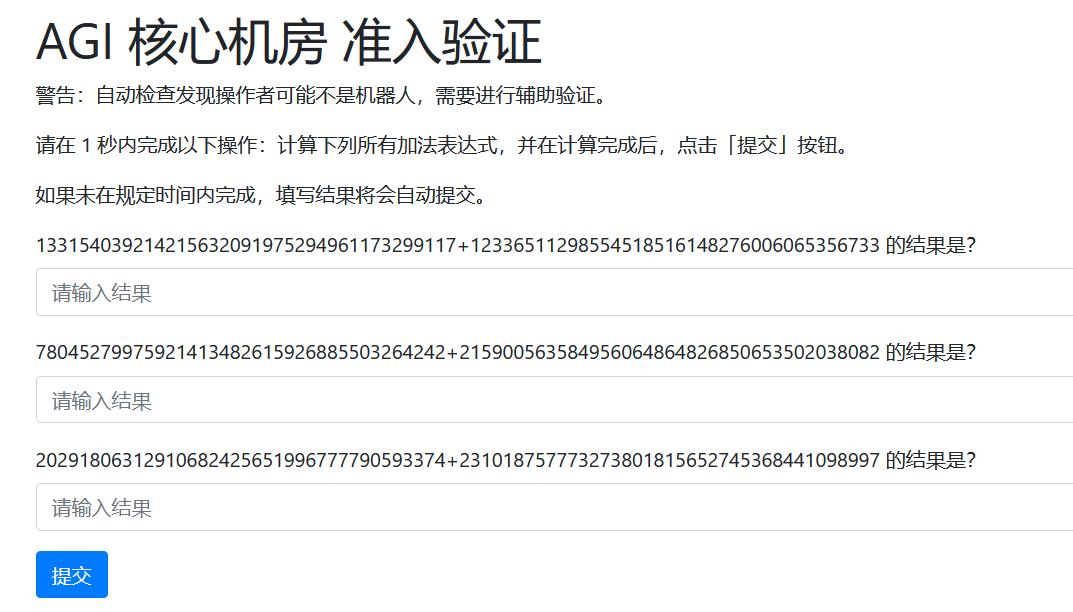 AGI 核心机房 准入验证
警告：自动检查发现操作者可能不是机器人，需要进行辅助验证。
请在 1 秒内完成以下操作：计算下列所有加法表达式，并在计算完成后，点击「提交」按钮。
如果未在规定时间内完成，填写结果将会自动提交。
133154039214215632091975294961173299117+123365112985545185161482760060653567​33 的结果是？
请输入结果
780452799759214134826159268855032642​42+215900563584956064864826850653502038082 的结果是？
请输入结果
202918063129106824256519967777905933​74+231018757773273801815652745368441098997 的结果是？
请输入结果
提交